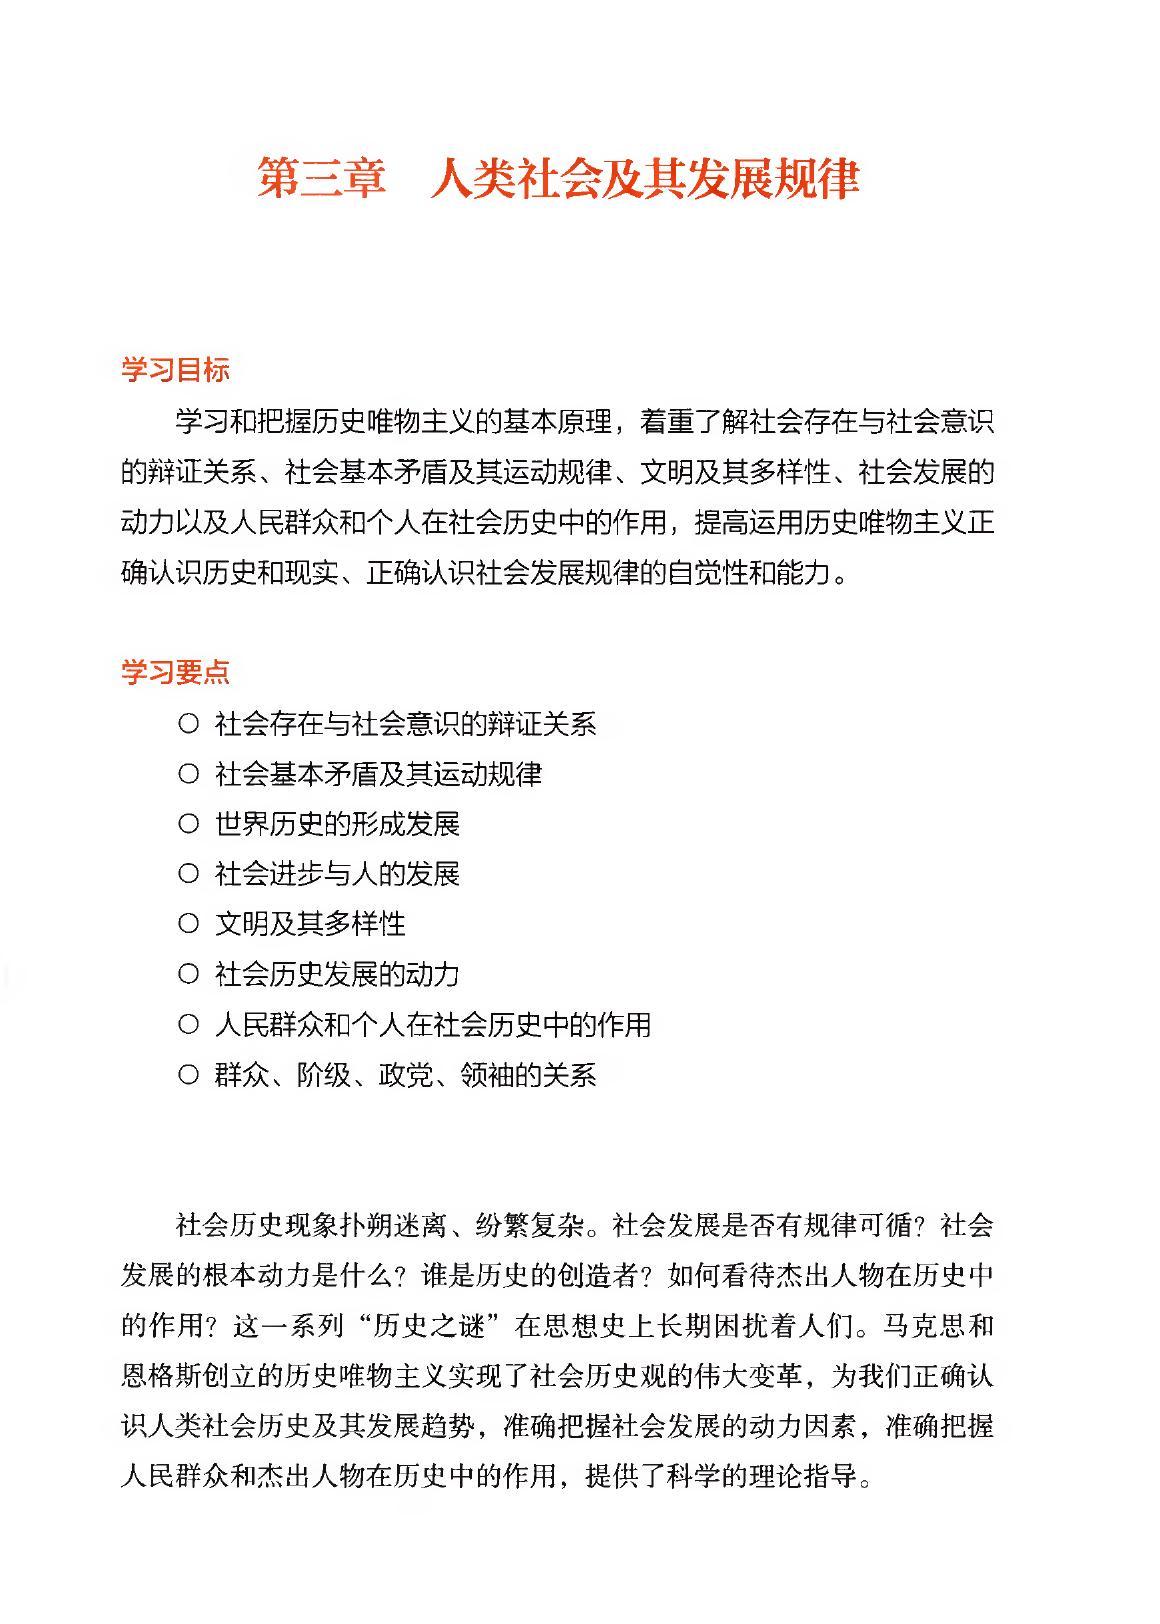 第三章 人类社会及其发展规律
学习目标
学习和把握历史唯物主义的基本原理，着重了解社会存在与社会意识
的辩证关系、社会基本矛盾及其运动规律、文明及其多样性、社会发展的
动力以及人民群众和个人在社会历史中的作用，提高运用历史唯物主义正
确认识历史和现实、正确认识社会发展规律的自觉性和能力。
学习要点
○ 社会存在与社会意识的辩证关系
○ 社会基本矛盾及其运动规律
○ 世界历史的形成发展
○ 社会进步与人的发展
○ 文明及其多样性
○ 社会历史发展的动力
○ 人民群众和个人在社会历史中的作用
○ 群众、阶级、政党、领袖的关系
社会历史现象扑朔迷离、纷繁复杂。社会发展是否有规律可循？社会
发展的根本动力是什么？谁是历史的创造者？如何看待杰出人物在历史中
的作用？这一系列“历史之谜”在思想史上长期困扰着人们。马克思和
恩格斯创立的历史唯物主义实现了社会历史观的伟大变革，为我们正确认
识人类社会历史及其发展趋势，准确把握社会发展的动力因素，准确把握
人民群众和杰出人物在历史中的作用，提供了科学的理论指导。